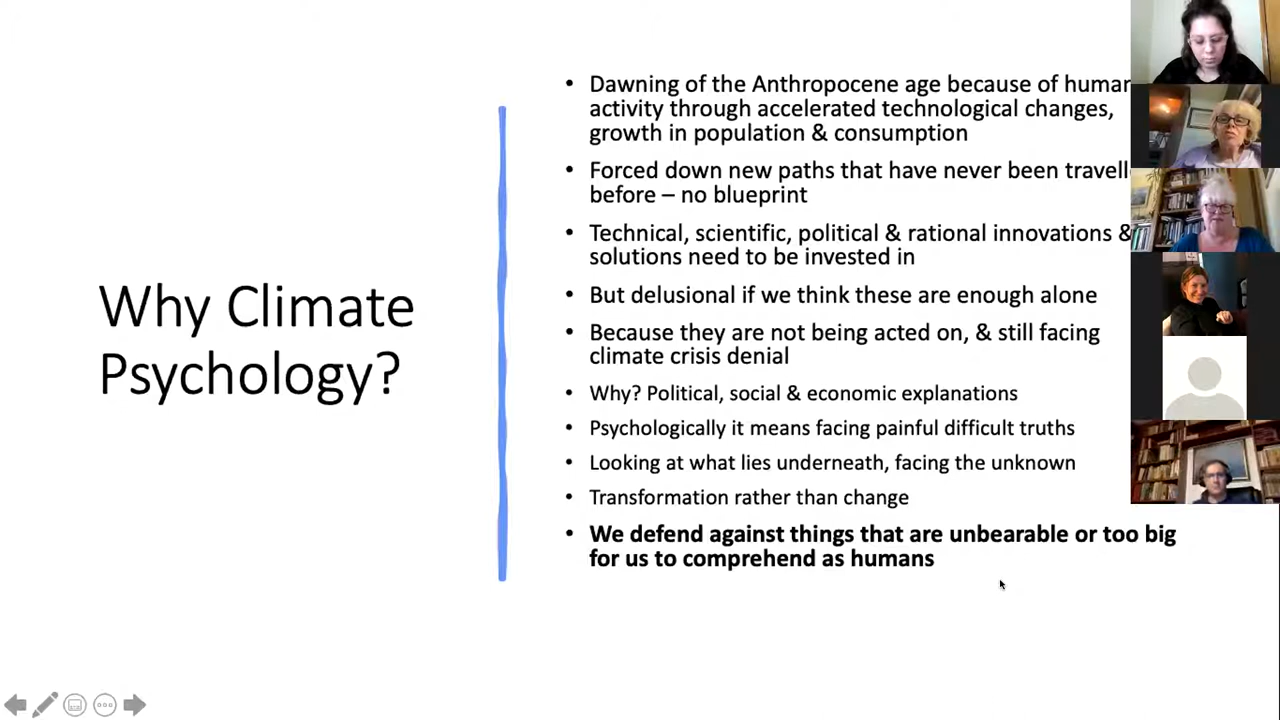 Why Climate
Psychology?
• Dawning of the Anthropocene age because of human
activity through accelerated technological changes,
growth in population & consumption
• Forced down new paths that have never been travell
before – no blueprint
• Technical, scientific, political & rational innovations &
solutions need to be invested in
• But delusional if we think these are enough alone
• Because they are not being acted on, & still facing
climate crisis denial
• Why? Political, social & economic explanations
• Psychologically it means facing painful difficult truths
• Looking at what lies underneath, facing the unknown
• Transformation rather than change
• We defend against things that are unbearable or too big
for us to comprehend as humans